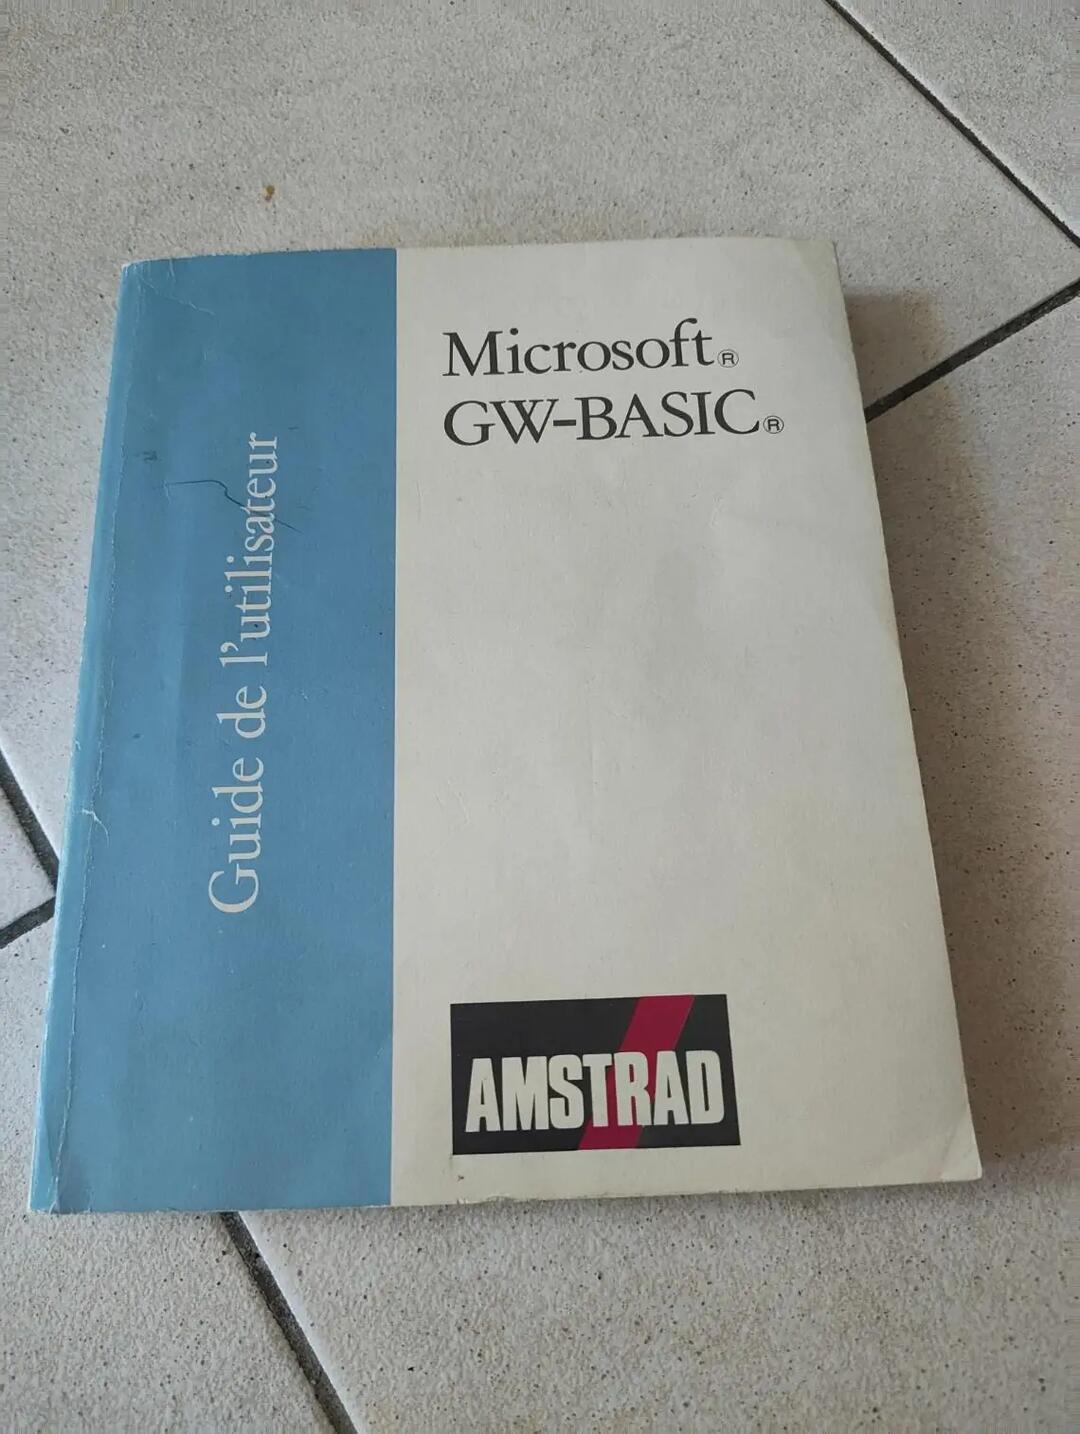 Microsoft®
GW-BASIC®
Guide de l'utilisateur
AMSTRAD